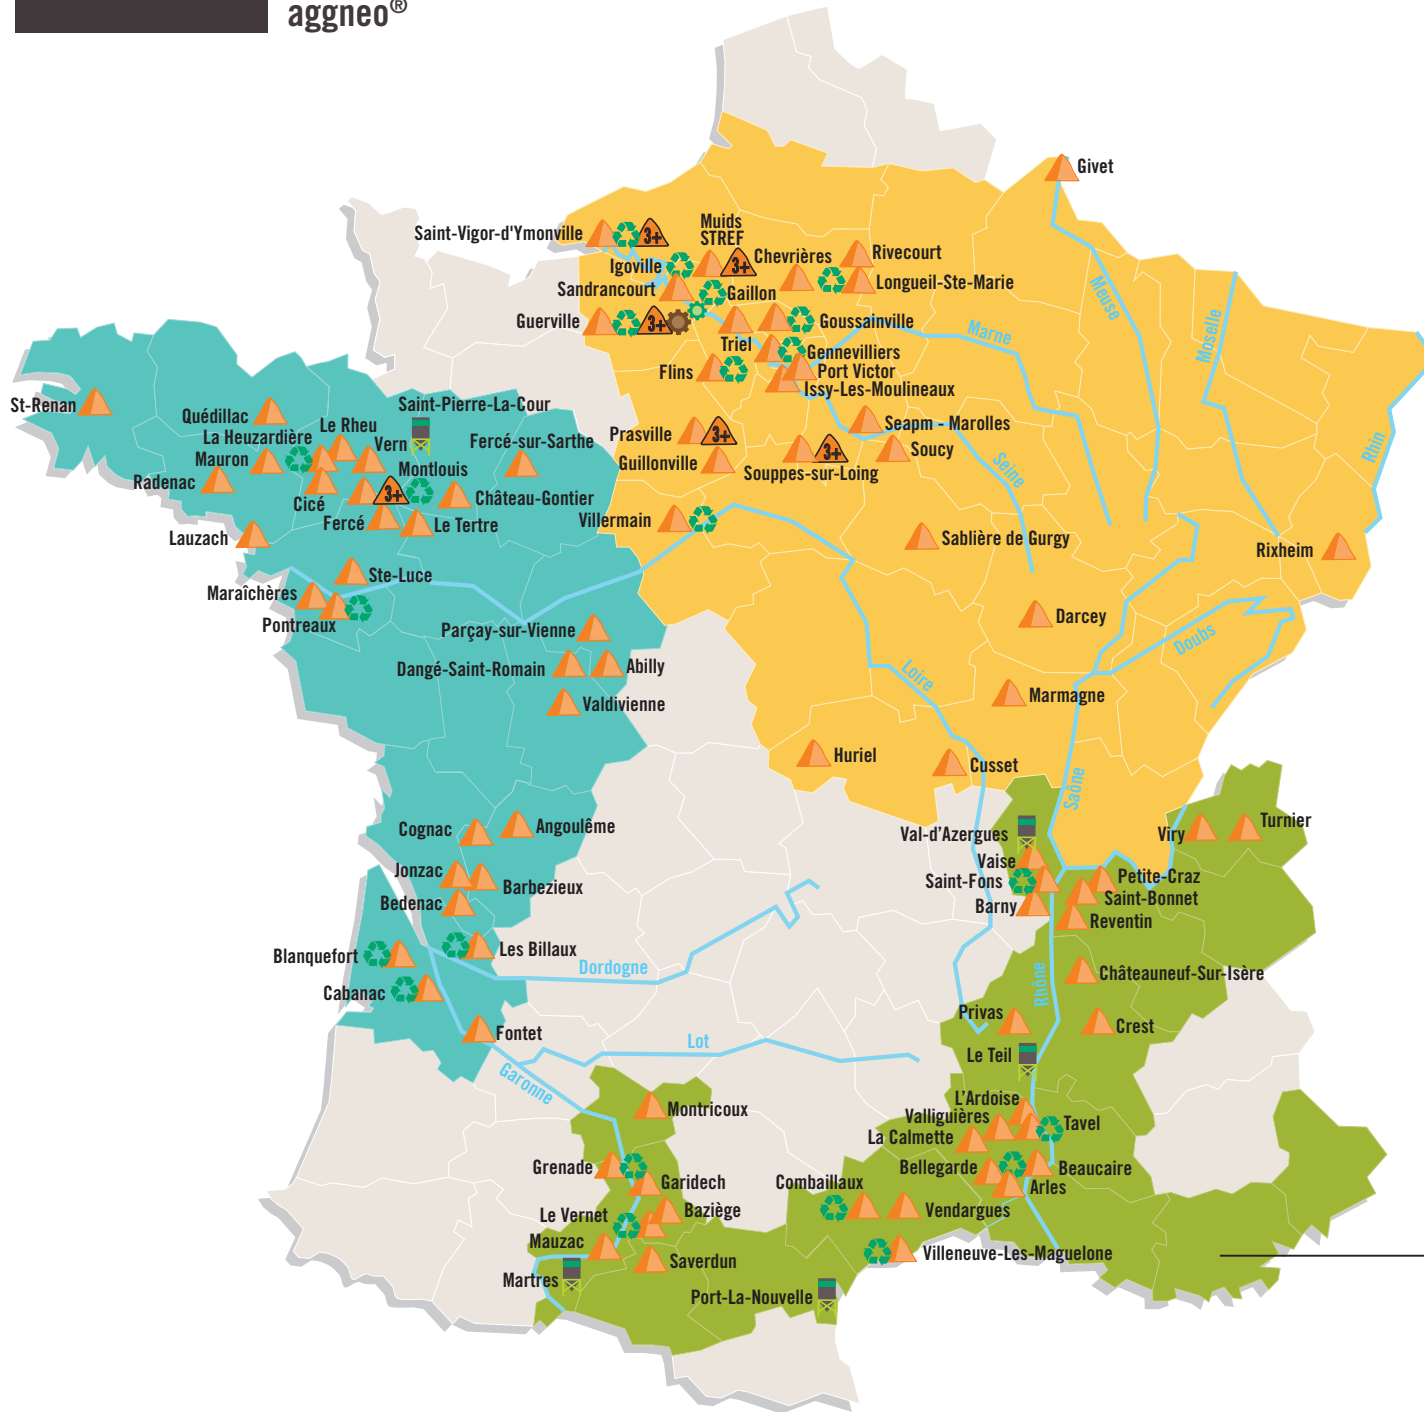 aggneo®
Givet
Saint-Vigor-d'Ymonville
3+
Muids
STREF
3+
Igoville
Chevrières
Rivecourt
Longueil-Ste-Marie
Sandrancourt
Gaillon
Guerville
3+
Goussainville
Triel
Gennevilliers
Flins
Port Victor
Issy-Les-Moulineaux
Meuse
Moselle
Marne
Rhin
Seine
St-Renan
Quédillac
Saint-Pierre-La-Cour
La Heuzardière
Le Rheu
Vern
Fercé-sur-Sarthe
Mauron
Montlouis
Radenac
Cicé
3+
Château-Gontier
Fercé
Le Tertre
Lauzach
Prasville
3+
Seapm - Marolles
Guillonville
Souppes-sur-Loing
3+
Soucy
Villermain
Sablière de Gurgy
Rixheim
Ste-Luce
Maraîchères
Pontreaux
Parçay-sur-Vienne
Darcey
Doubs
Dangé-Saint-Romain
Abilly
Loire
Valdivienne
Marmagne
Huriel
Cusset
Saône
Cognac
Angoulême
Val-d'Azergues
Viry
Turnier
Jonzac
Barbezieux
Vaise
Saint-Fons
Petite-Craz
Saint-Bonnet
Bedenac
Barny
Reventin
Blanquefort
Les Billaux
Dordogne
Châteauneuf-Sur-Isère
Rhône
Cabanac
Privas
Crest
Fontet
Lot
Le Teil
Garonne
Montricoux
L'Ardoise
Valliguières
Tavel
La Calmette
Grenade
Bellegarde
Beaucaire
Garidech
Combaillaux
Arles
Le Vernet
Baziège
Vendargues
Mauzac
Saverdun
Villeneuve-Les-Maguelone
Martres
Port-La-Nouvelle